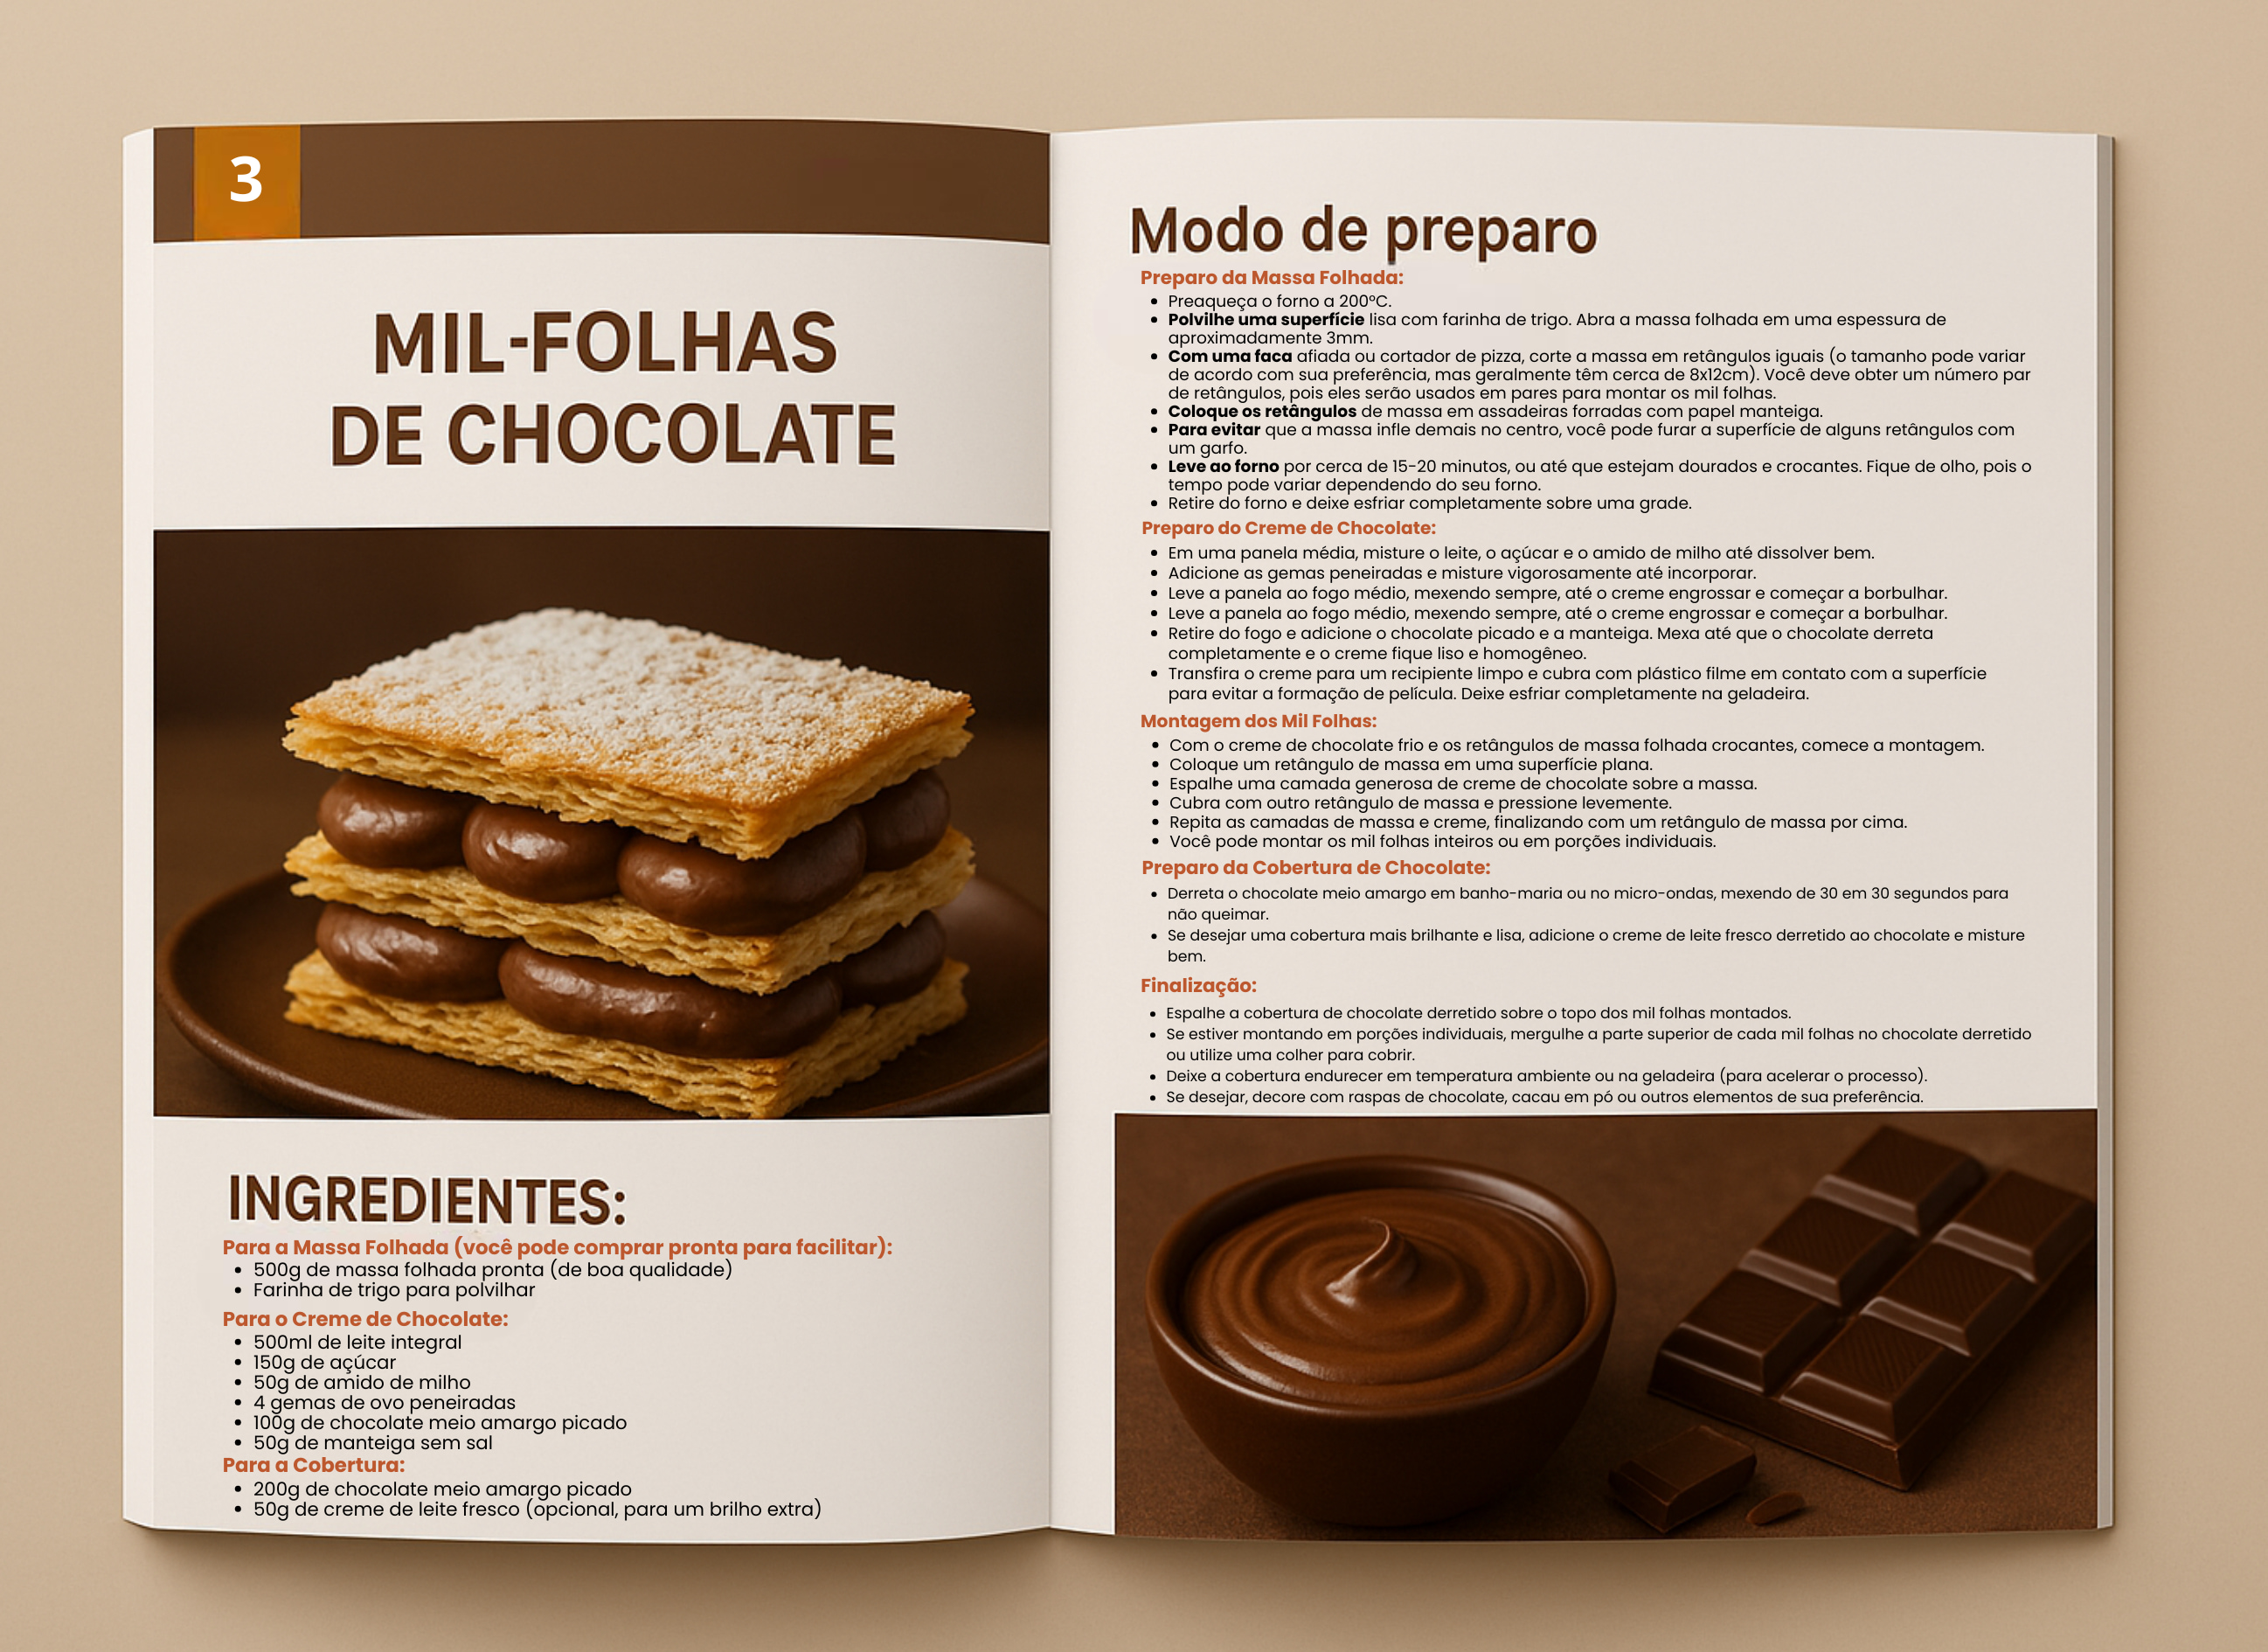 3
MIL-FOLHAS
DE CHOCOLATE
INGREDIENTES:
Para a Massa Folhada (você pode comprar pronta para facilitar):
• 500g de massa folhada pronta (de boa qualidade)
• Farinha de trigo para polvilhar
Para o Creme de Chocolate:
• 500ml de leite integral
• 150g de açúcar
• 50g de amido de milho
• 4 gemas de ovo peneiradas
• 100g de chocolate meio amargo picado
• 50g de manteiga sem sal
Para a Cobertura:
• 200g de chocolate meio amargo picado
• 50g de creme de leite fresco (opcional, para um brilho extra)
Modo de preparo
Preparo da Massa Folhada:
• Preaqueça o forno a 200°C.
• Polvilhe uma superfície lisa com farinha de trigo. Abra a massa folhada em uma espessura de
aproximadamente 3mm.
• Com uma faca afiada ou cortador de pizza, corte a massa em retângulos iguais (o tamanho pode variar
de acordo com sua preferência, mas geralmente têm cerca de 8x12cm). Você deve obter um número par
de retângulos, pois eles serão usados em pares para montar os mil folhas.
• Coloque os retângulos de massa em assadeiras forradas com papel manteiga.
• Para evitar que a massa infle demais no centro, você pode furar a superfície de alguns retângulos com
um garfo.
• Leve ao forno por cerca de 15-20 minutos, ou até que estejam dourados e crocantes. Fique de olho, pois o
tempo pode variar dependendo do seu forno.
• Retire do forno e deixe esfriar completamente sobre uma grade.
Preparo do Creme de Chocolate:
• Em uma panela média, misture o leite, o açúcar e o amido de milho até dissolver bem.
• Adicione as gemas peneiradas e misture vigorosamente até incorporar.
• Leve a panela ao fogo médio, mexendo sempre, até o creme engrossar e começar a borbulhar.
• Leve a panela ao fogo médio, mexendo sempre, até o creme engrossar e começar a borbulhar.
• Retire do fogo e adicione o chocolate picado e a manteiga. Mexa até que o chocolate derreta
completamente e o creme fique liso e homogêneo.
• Transfira o creme para um recipiente limpo e cubra com plástico filme em contato com a superfície
para evitar a formação de película. Deixe esfriar completamente na geladeira.
Montagem dos Mil Folhas:
• Com o creme de chocolate frio e os retângulos de massa folhada crocantes, comece a montagem.
• Coloque um retângulo de massa em uma superfície plana.
• Espalhe uma camada generosa de creme de chocolate sobre a massa.
• Cubra com outro retângulo de massa e pressione levemente.
• Repita as camadas de massa e creme, finalizando com um retângulo de massa por cima.
• Você pode montar os mil folhas inteiros ou em porções individuais.
Preparo da Cobertura de Chocolate:
• Derreta o chocolate meio amargo em banho-maria ou no micro-ondas, mexendo de 30 em 30 segundos para
não queimar.
• Se desejar uma cobertura mais brilhante e lisa, adicione o creme de leite fresco derretido ao chocolate e misture
bem.
Finalização:
• Espalhe a cobertura de chocolate derretido sobre o topo dos mil folhas montados.
• Se estiver montando em porções individuais, mergulhe a parte superior de cada mil folhas no chocolate derretido
ou utilize uma colher para cobrir.
• Deixe a cobertura endurecer em temperatura ambiente ou na geladeira (para acelerar o processo).
• Se desejar, decore com raspas de chocolate, cacau em pó ou outros elementos de sua preferência.